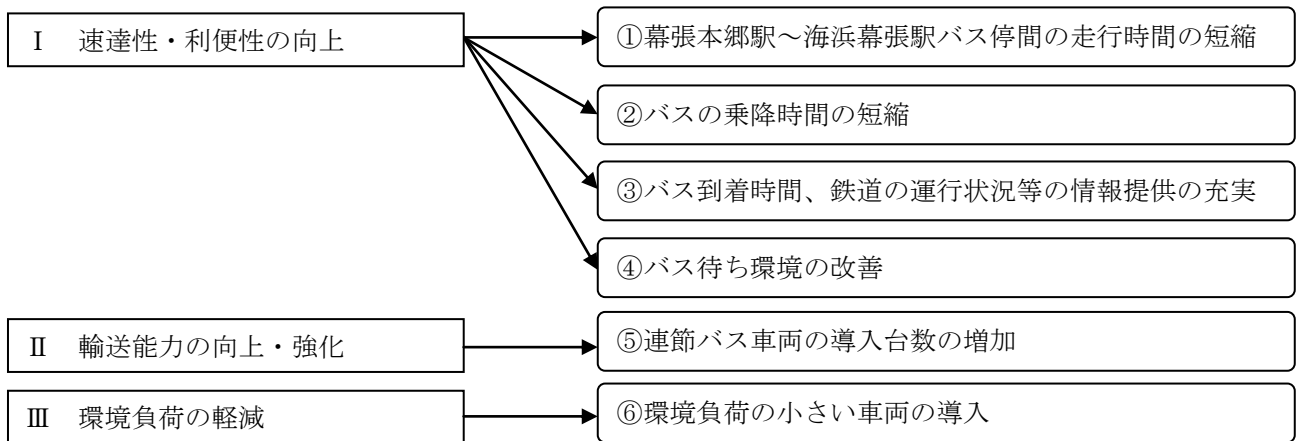 Ⅰ 速達性・利便性の向上
①幕張本郷駅～海浜幕張駅バス停間の走行時間の短縮
②バスの乗降時間の短縮
③バス到着時間、鉄道の運行状況等の情報提供の充実
④バス待ち環境の改善
Ⅱ 輸送能力の向上・強化
⑤連節バス車両の導入台数の増加
Ⅲ 環境負荷の軽減
⑥環境負荷の小さい車両の導入